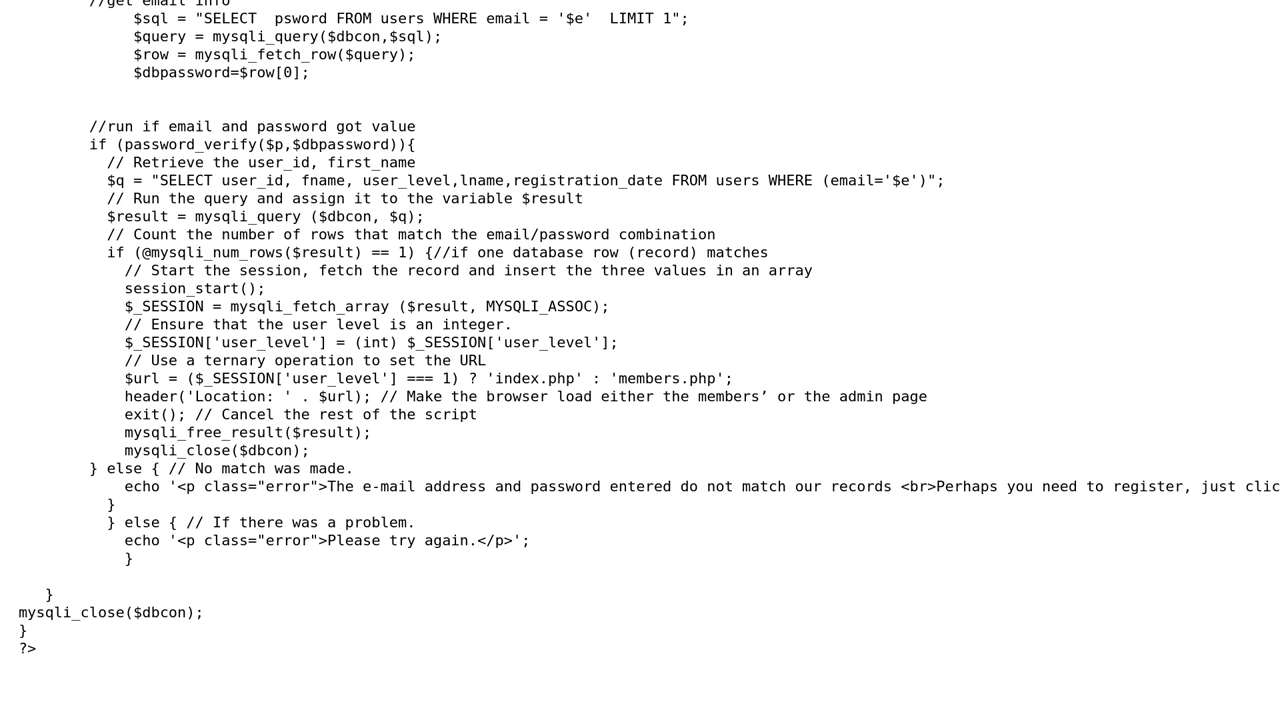 //get email info
$sql = "SELECT  psword FROM users WHERE email = '$e'  LIMIT 1";
$query = mysqli_query($dbcon,$sql);
$row = mysqli_fetch_row($query);
$dbpassword=$row[0];
//run if email and password got value
if (password_verify($p,$dbpassword)){
// Retrieve the user_id, first_name
$q = "SELECT user_id, fname, user_level,lname,registration_date FROM users WHERE (email='$e')";
// Run the query and assign it to the variable $result
$result = mysqli_query ($dbcon, $q);
// Count the number of rows that match the email/password combination
if (@mysqli_num_rows($result) == 1) {//if one database row (record) matches
// Start the session, fetch the record and insert the three values in an array
session_start();
$_SESSION = mysqli_fetch_array ($result, MYSQLI_ASSOC);
// Ensure that the user level is an integer.
$_SESSION['user_level'] = (int) $_SESSION['user_level'];
// Use a ternary operation to set the URL
$url = ($_SESSION['user_level'] === 1) ? 'index.php' : 'members.php';
header('Location: ' . $url); // Make the browser load either the members’ or the admin page
exit(); // Cancel the rest of the script
mysqli_free_result($result);
mysqli_close($dbcon);
} else { // No match was made.
echo '<p class="error">The e-mail address and password entered do not match our records <br>Perhaps you need to register, just clic
}
} else { // If there was a problem.
echo '<p class="error">Please try again.</p>';
}
}
mysqli_close($dbcon);
}
?>